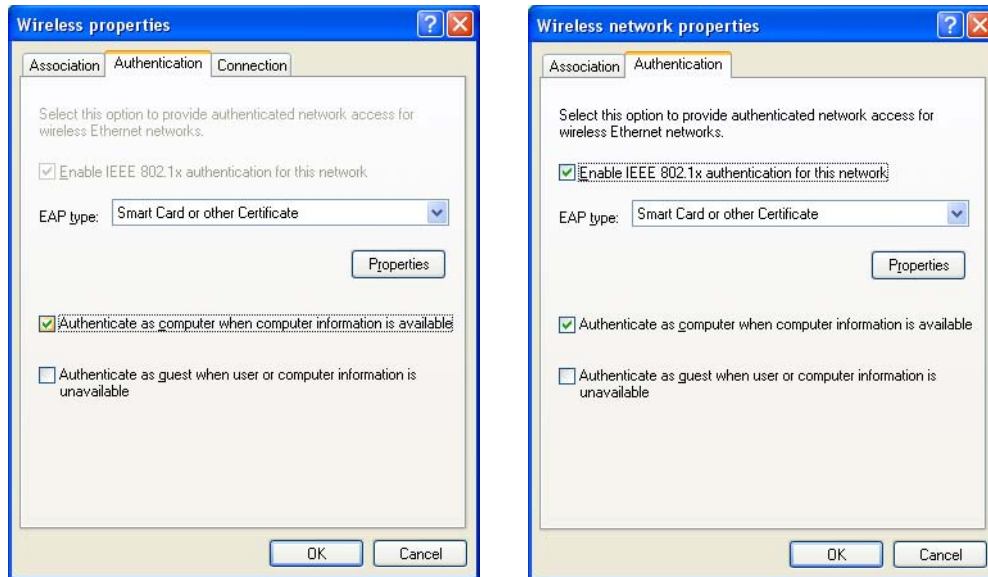 Wireless properties
Association Authentication Connection
Select this option to provide authenticated network access for
wireless Ethernet networks.
Enable IEEE 802.1x authentication for this network
EAP type: Smart Card or other Certificate
Properties
Authenticate as computer when computer information is available
Authenticate as guest when user or computer information is
unavailable
OK Cancel
Wireless network properties
Association Authentication
Select this option to provide authenticated network access for
wireless Ethernet networks.
Enable IEEE 802.1x authentication for this network
EAP type: Smart Card or other Certificate
Properties
Authenticate as computer when computer information is available
Authenticate as guest when user or computer information is
unavailable
OK Cancel